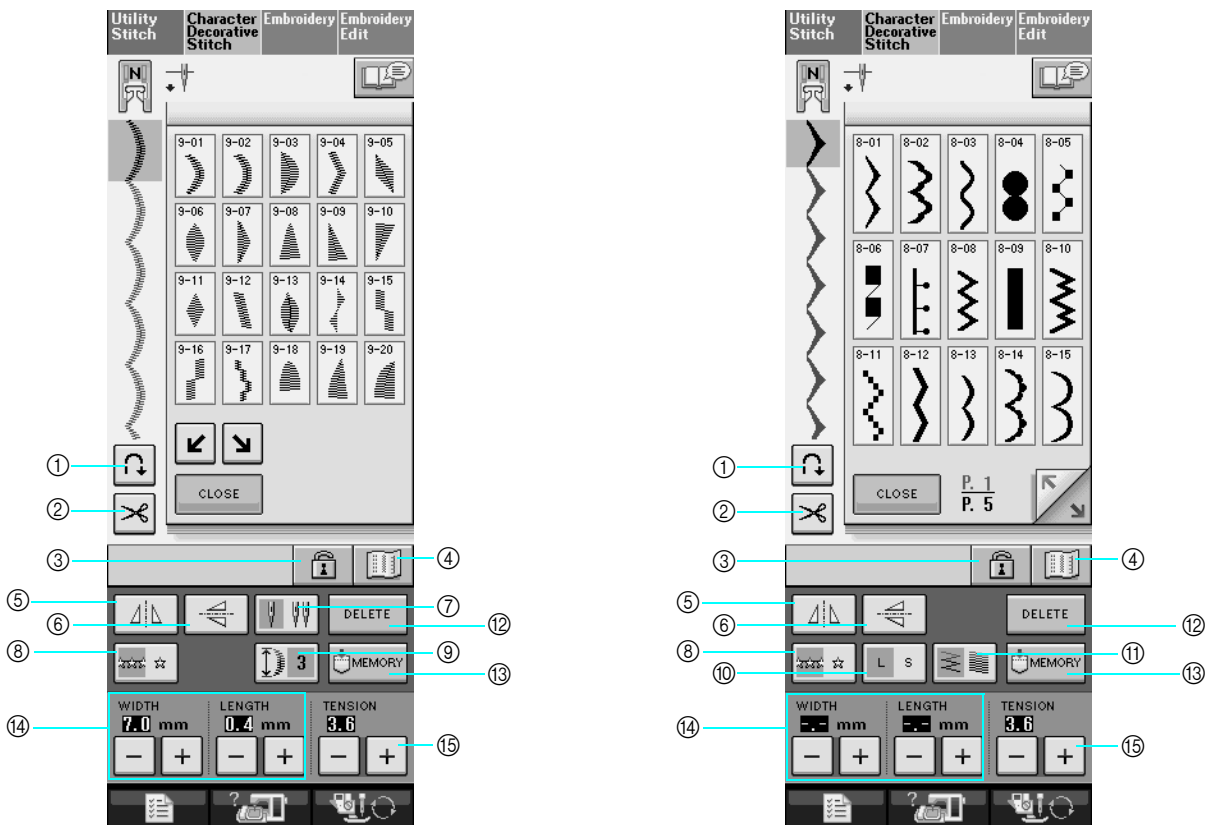 Utility Stitch
Character Decorative Stitch
Embroidery
Embroidery Edit
N
9-01 9-02 9-03 9-04 9-05
9-06 9-07 9-08 9-09 9-10
9-11 9-12 9-13 9-14 9-15
9-16 9-17 9-18 9-19 9-20
①
CLOSE
②
③
④
⑤
⑥
⑦
DELETE
⑫
⑧
3
⑨
MEMORY
⑬
WIDTH LENGTH TENSION
7.0 mm 0.4 mm 3.6
⑭
− + − + − +
⑮
?
Utility Stitch
Character Decorative Stitch
Embroidery
Embroidery Edit
N
8-01 8-02 8-03 8-04 8-05
8-06 8-07 8-08 8-09 8-10
8-11 8-12 8-13 8-14 8-15
①
CLOSE
P. 1
P. 5
②
③
④
⑤
⑥
DELETE
⑫
⑧
L S
⑩
⑪
MEMORY
⑬
WIDTH LENGTH TENSION
-.- mm -.- mm 3.6
⑭
− + − + − +
⑮
?